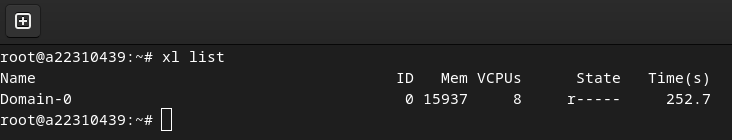 root@a22310439:~# xl list
Name                                        ID   Mem VCPUs      State   Time(s)
Domain-0                                     0 15937     8     r-----     252.7
root@a22310439:~#